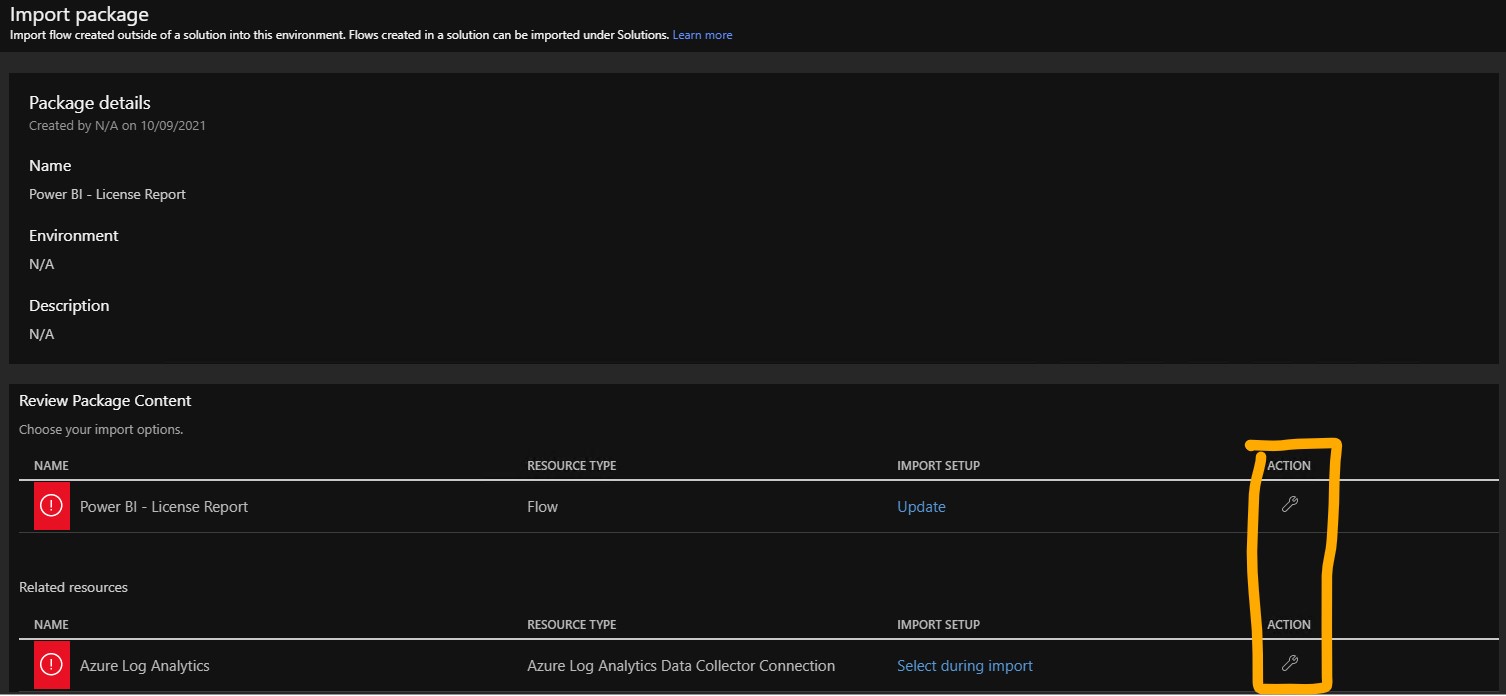 Import package
Import flow created outside of a solution into this environment. Flows created in a solution can be imported under Solutions. Learn more
Package details
Created by N/A on 10/09/2021
Name
Power BI - License Report
Environment
N/A
Description
N/A
Review Package Content
Choose your import options.
NAME RESOURCE TYPE IMPORT SETUP ACTION
Power BI - License Report Flow Update
Related resources
NAME RESOURCE TYPE IMPORT SETUP ACTION
Azure Log Analytics Azure Log Analytics Data Collector Connection Select during import